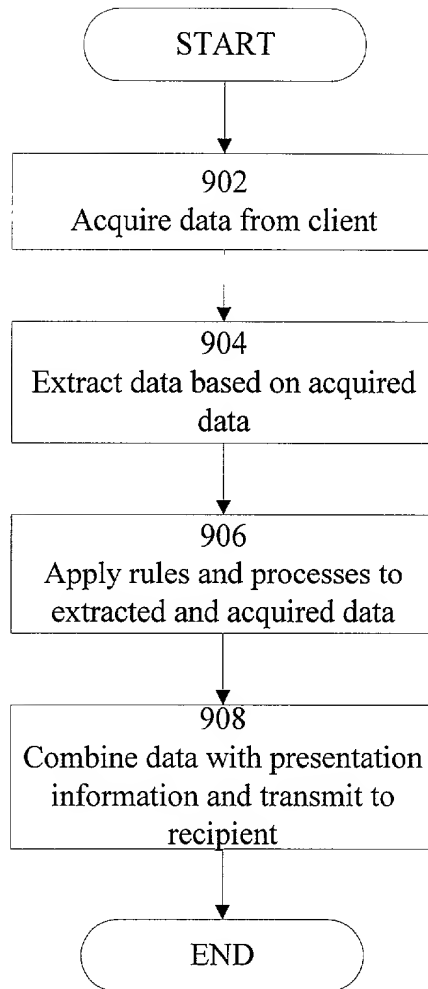 START
902
Acquire data from client
904
Extract data based on acquired
data
906
Apply rules and processes to
extracted and acquired data
908
Combine data with presentation
information and transmit to
recipient
END